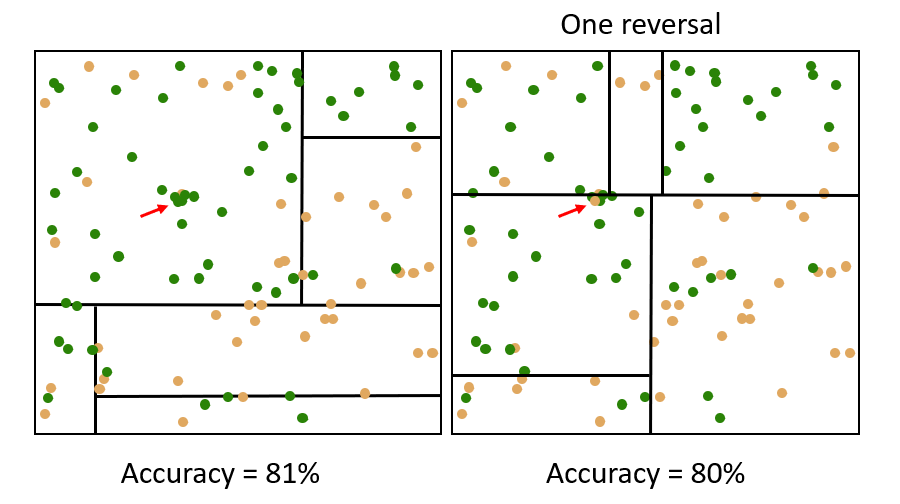 One reversal
Accuracy = 81%
Accuracy = 80%